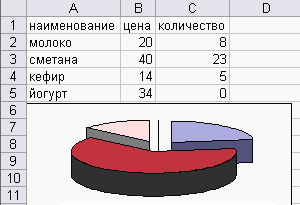 A B C D
1 наименование цена количество
2 молоко 20 8
3 сметана 40 23
4 кефир 14 5
5 йогурт 34 0
6
7
8
9
10
11